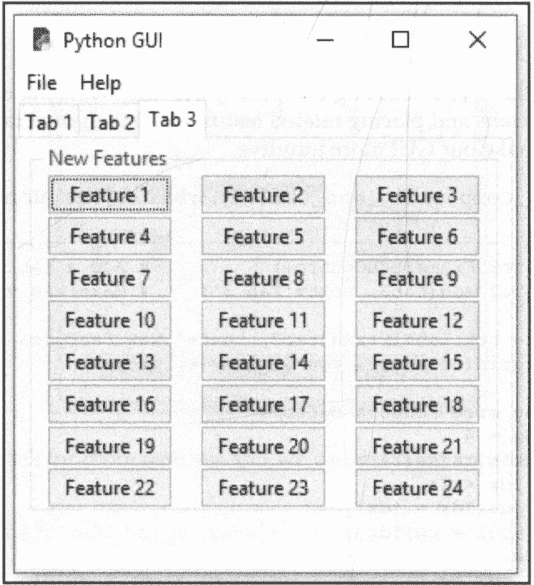 Python GUI
File Help
Tab 1 Tab 2 Tab 3
New Features
Feature 1 Feature 2 Feature 3
Feature 4 Feature 5 Feature 6
Feature 7 Feature 8 Feature 9
Feature 10 Feature 11 Feature 12
Feature 13 Feature 14 Feature 15
Feature 16 Feature 17 Feature 18
Feature 19 Feature 20 Feature 21
Feature 22 Feature 23 Feature 24